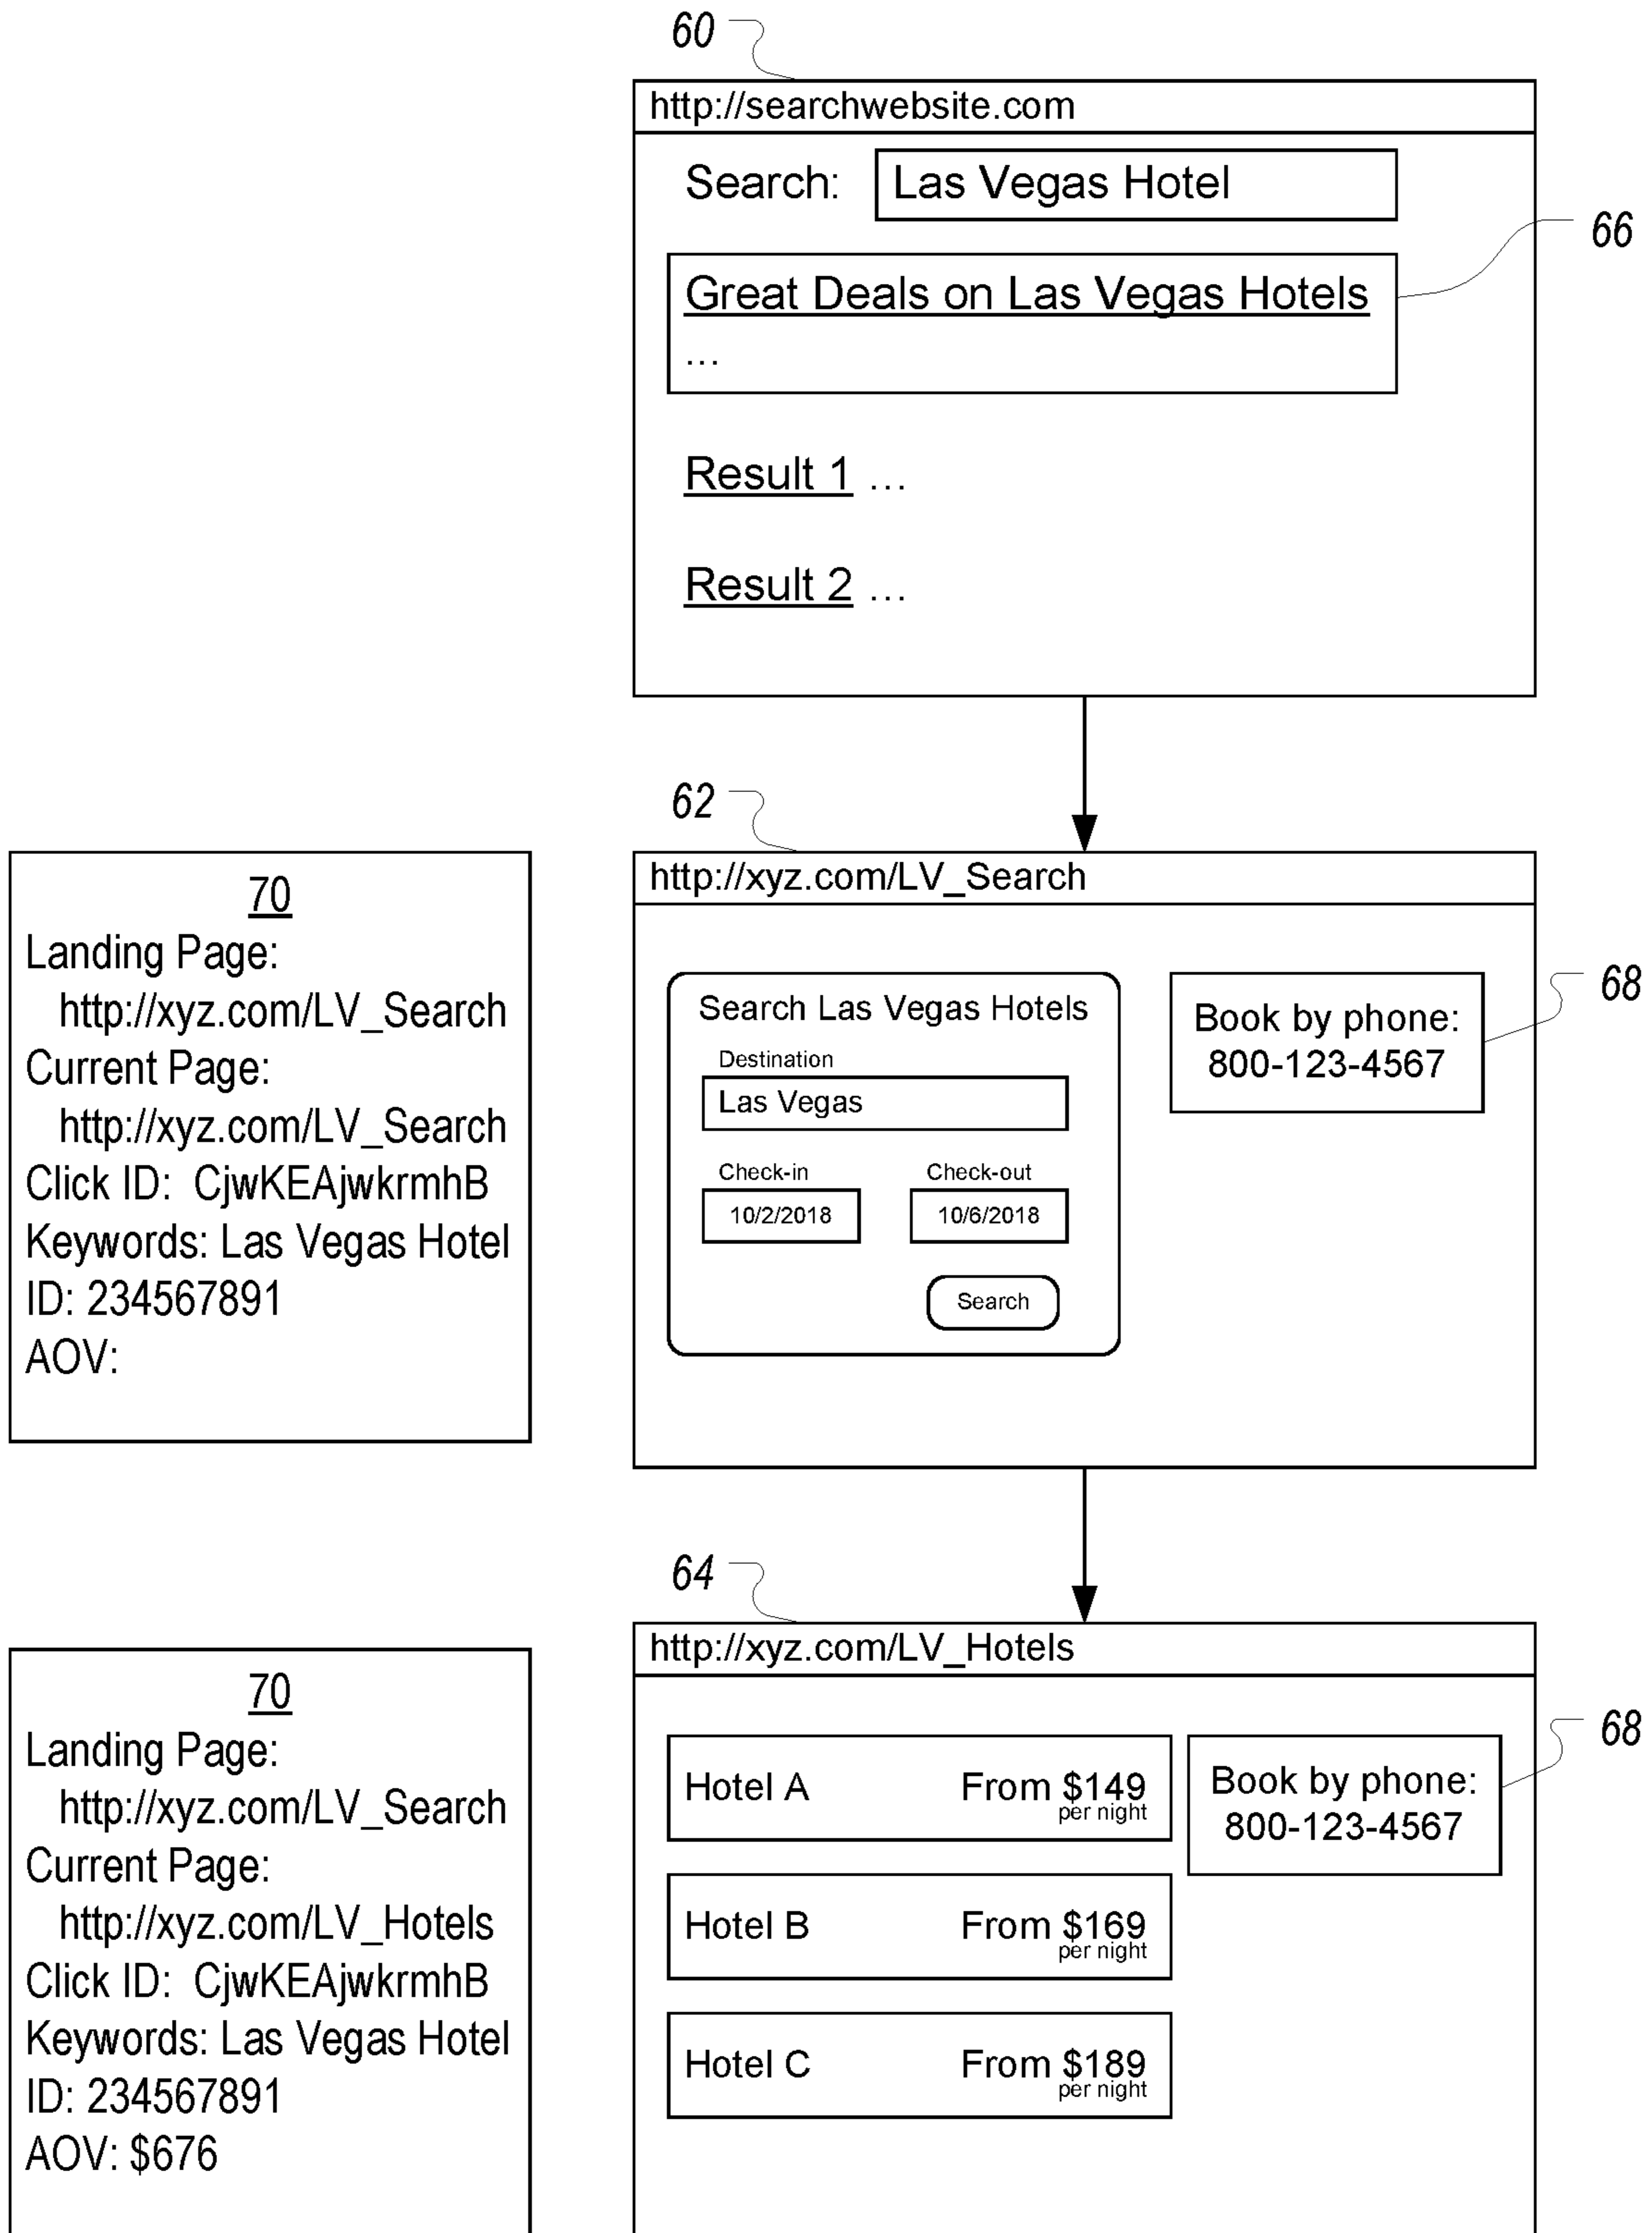 60
http://searchwebsite.com
Search: Las Vegas Hotel
66
Great Deals on Las Vegas Hotels
...
Result 1 ...
Result 2 ...
62
http://xyz.com/LV_Search
70
Landing Page:
http://xyz.com/LV_Search
Current Page:
http://xyz.com/LV_Search
Click ID: CjwKEAjwkrmhB
Keywords: Las Vegas Hotel
ID: 234567891
AOV:
Search Las Vegas Hotels
Destination
Las Vegas
Check-in Check-out
10/2/2018 10/6/2018
Search
68
Book by phone:
800-123-4567
64
http://xyz.com/LV_Hotels
70
Landing Page:
http://xyz.com/LV_Search
Current Page:
http://xyz.com/LV_Hotels
Click ID: CjwKEAjwkrmhB
Keywords: Las Vegas Hotel
ID: 234567891
AOV: $676
Hotel A From $149
per night
Hotel B From $169
per night
Hotel C From $189
per night
68
Book by phone:
800-123-4567